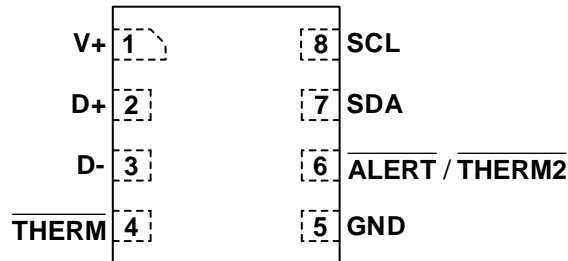 V+ 1 8 SCL
D+ 2 7 SDA
D- 3 6 ALERT / THERM2
THERM 4 5 GND